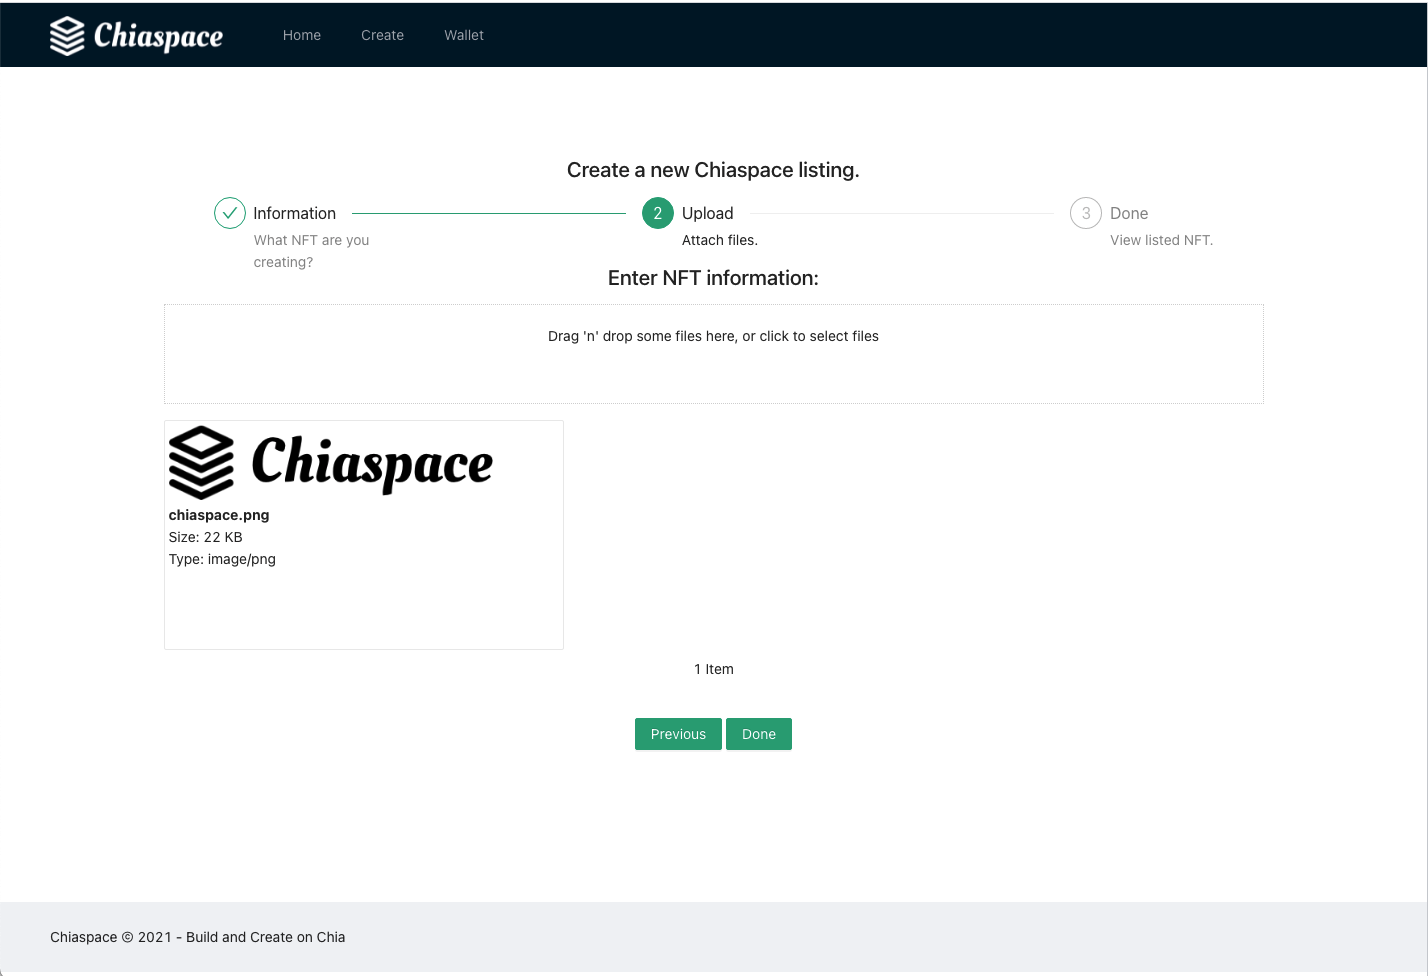 Chiaspace Home Create Wallet
Create a new Chiaspace listing.
Information 2 Upload 3 Done
What NFT are you creating? Attach files. View listed NFT.
Enter NFT information:
Drag 'n' drop some files here, or click to select files
Chiaspace
chiaspace.png
Size: 22 KB
Type: image/png
1 Item
Previous Done
Chiaspace © 2021 - Build and Create on Chia